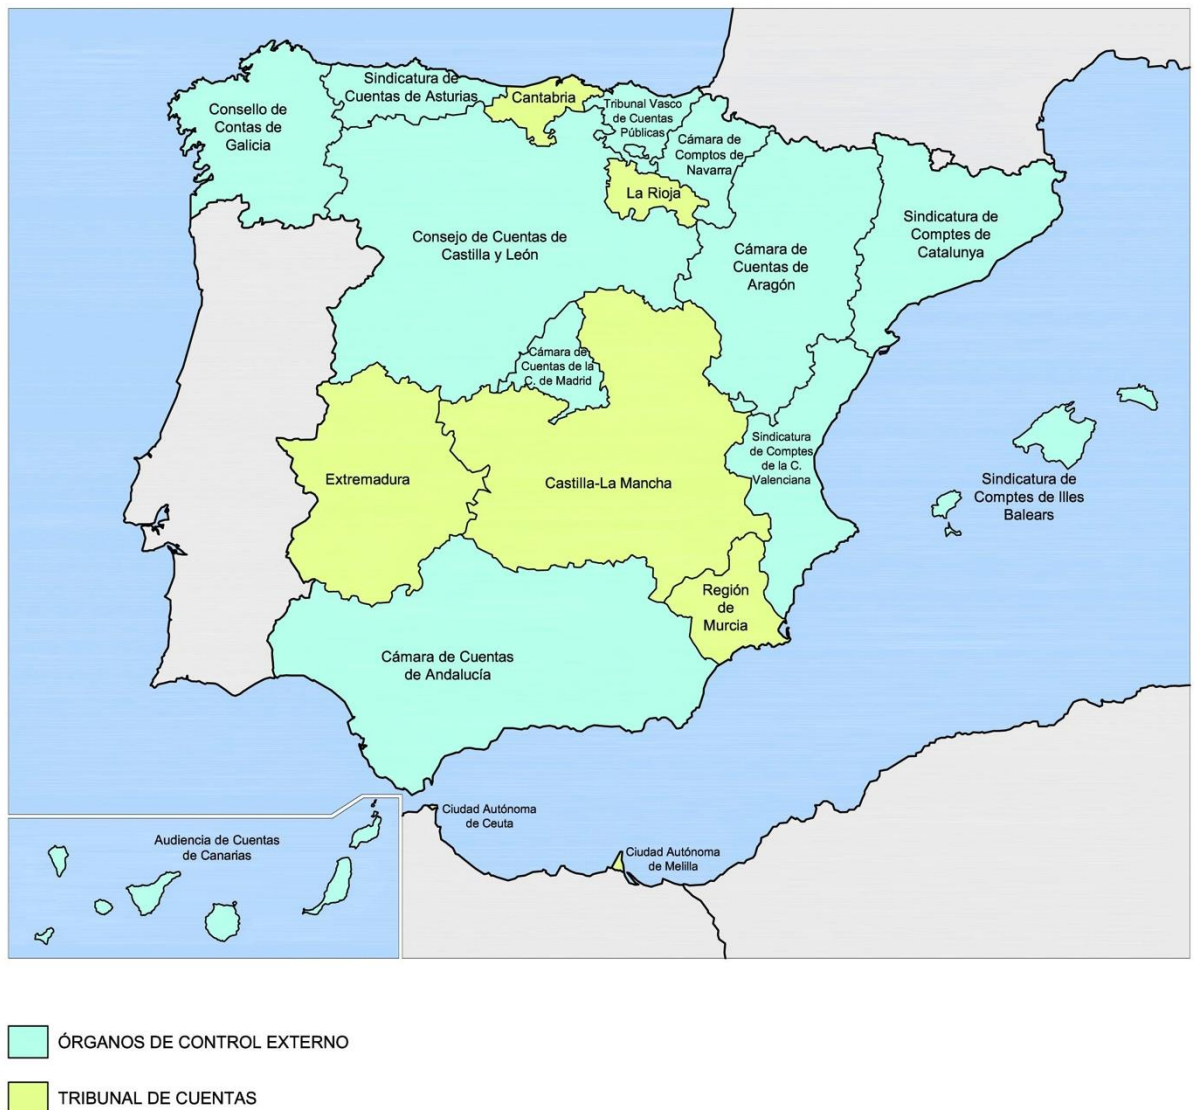 Sindicatura de
Cuentas de Asturias
Cantabria
Consello de
Contas de
Galicia
Tribunal Vasco
de Cuentas
Públicas
Cámara de
Comptos de
Navarra
La Rioja
Consejo de Cuentas de
Castilla y León
Cámara de
Cuentas de
Aragón
Sindicatura de
Comptes de
Catalunya
Cámara de
Cuentas de la
C. de Madrid
Sindicatura
de Comptes
de la C.
Valenciana
Extremadura
Castilla-La Mancha
Sindicatura de
Comptes de Illes
Balears
Región
de
Murcia
Cámara de Cuentas
de Andalucía
Ciudad Autónoma
de Ceuta
Audiencia de Cuentas
de Canarias
Ciudad Autónoma
de Melilla
ÓRGANOS DE CONTROL EXTERNO
TRIBUNAL DE CUENTAS